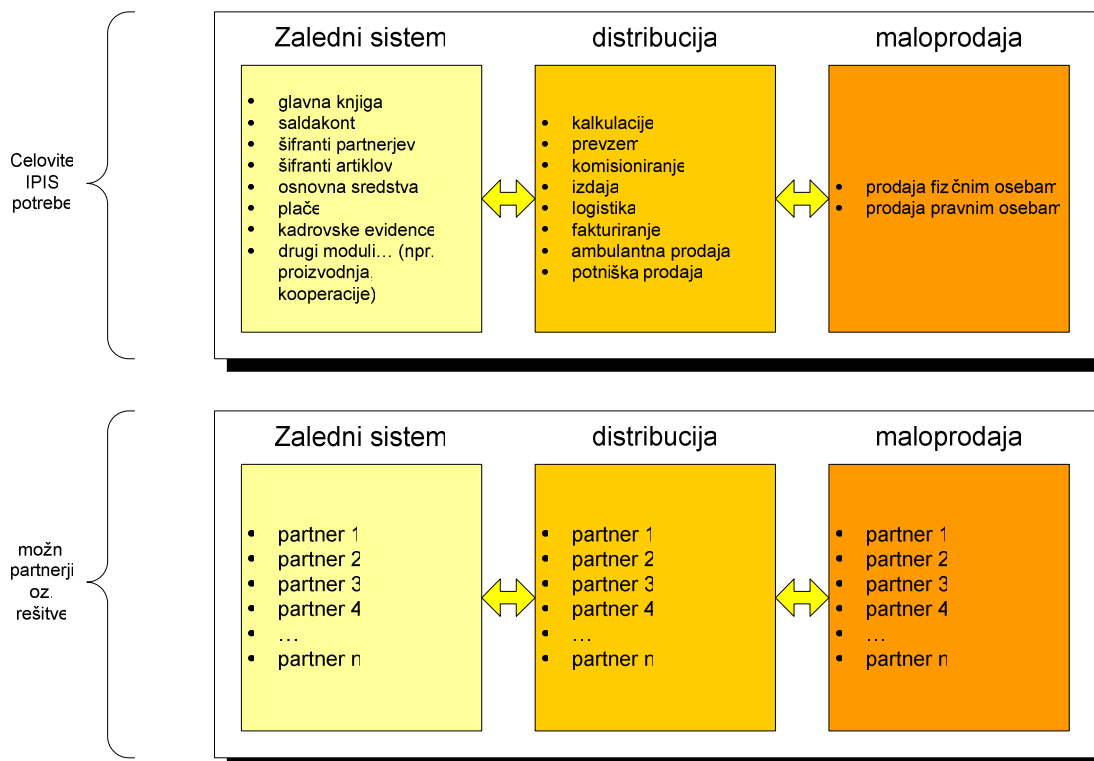 Celovite
IPIS
potrebe
Zaledni sistem
• glavna knjiga
• saldakont
• šifranti partnerjev
• šifranti artiklov
• osnovna sredstva
• plače
• kadrovske evidence
• drugi moduli… (npr.
proizvodnja,
kooperacije)
distribucija
• kalkulacije
• prevzem
• komisioniranje
• izdaja
• logistika
• fakturiranje
• ambulantna prodaja
• potniška prodaja
maloprodaja
• prodaja fizčnim osebam
• prodaja pravnim osebam
možn
partnerji
oz.
rešitve
Zaledni sistem
• partner 1
• partner 2
• partner 3
• partner 4
• …
• partner n
distribucija
• partner 1
• partner 2
• partner 3
• partner 4
• …
• partner n
maloprodaja
• partner 1
• partner 2
• partner 3
• partner 4
• …
• partner n